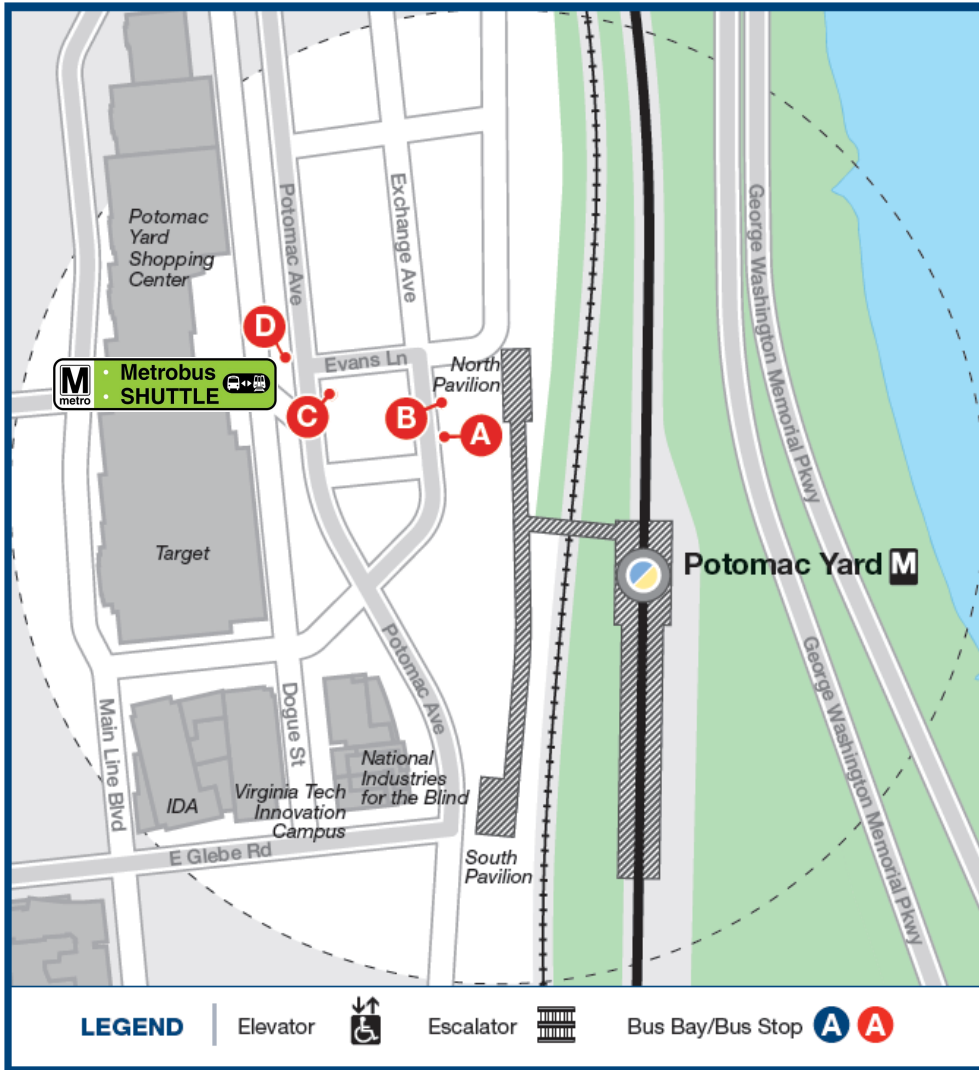 Potomac
Yard
Shopping
Center
Potomac Ave
Exchange Ave
George Washington Memorial Pkwy
D
M
metro
Metrobus
SHUTTLE
Evans Ln
North
Pavilion
C
B
A
Target
Potomac Yard M
Potomac Ave
George Washington Memorial Pkwy
Main Line Blvd
Dogue St
IDA
Virginia Tech
Innovation
Campus
National
Industries
for the Blind
E Glebe Rd
South
Pavilion
LEGEND
Elevator
Escalator
Bus Bay/Bus Stop A A